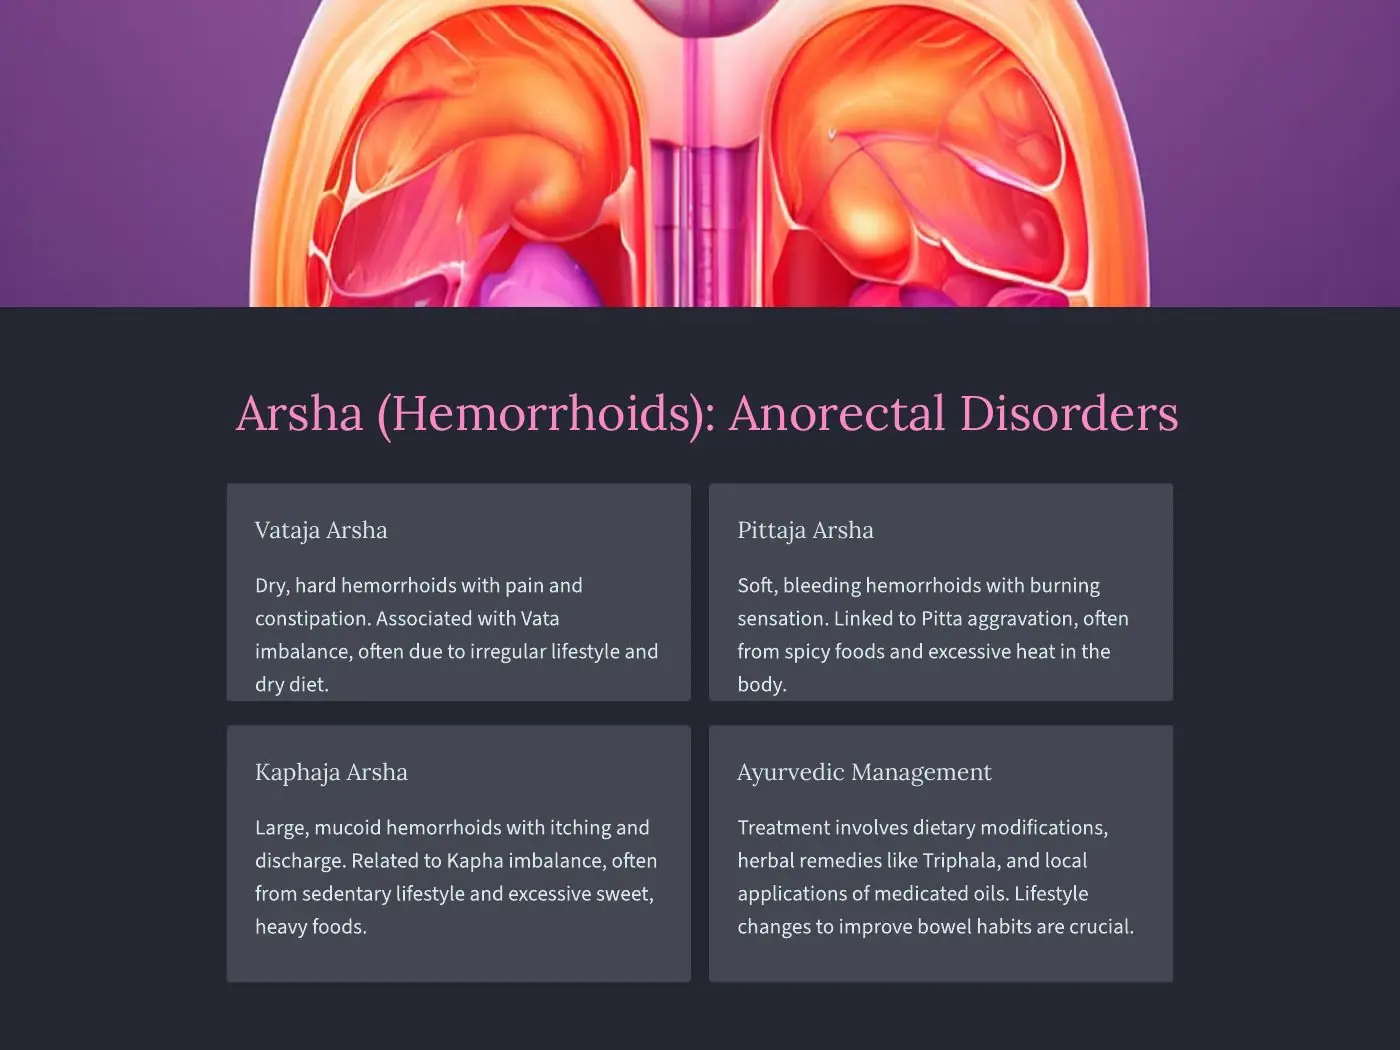 Arsha (Hemorrhoids): Anorectal Disorders
Vataja Arsha
Dry, hard hemorrhoids with pain and
constipation. Associated with Vata
imbalance, often due to irregular lifestyle and
dry diet.
Pittaja Arsha
Soft, bleeding hemorrhoids with burning
sensation. Linked to Pitta aggravation, often
from spicy foods and excessive heat in the
body.
Kaphaja Arsha
Large, mucoid hemorrhoids with itching and
discharge. Related to Kapha imbalance, often
from sedentary lifestyle and excessive sweet,
heavy foods.
Ayurvedic Management
Treatment involves dietary modifications,
herbal remedies like Triphala, and local
applications of medicated oils. Lifestyle
changes to improve bowel habits are crucial.